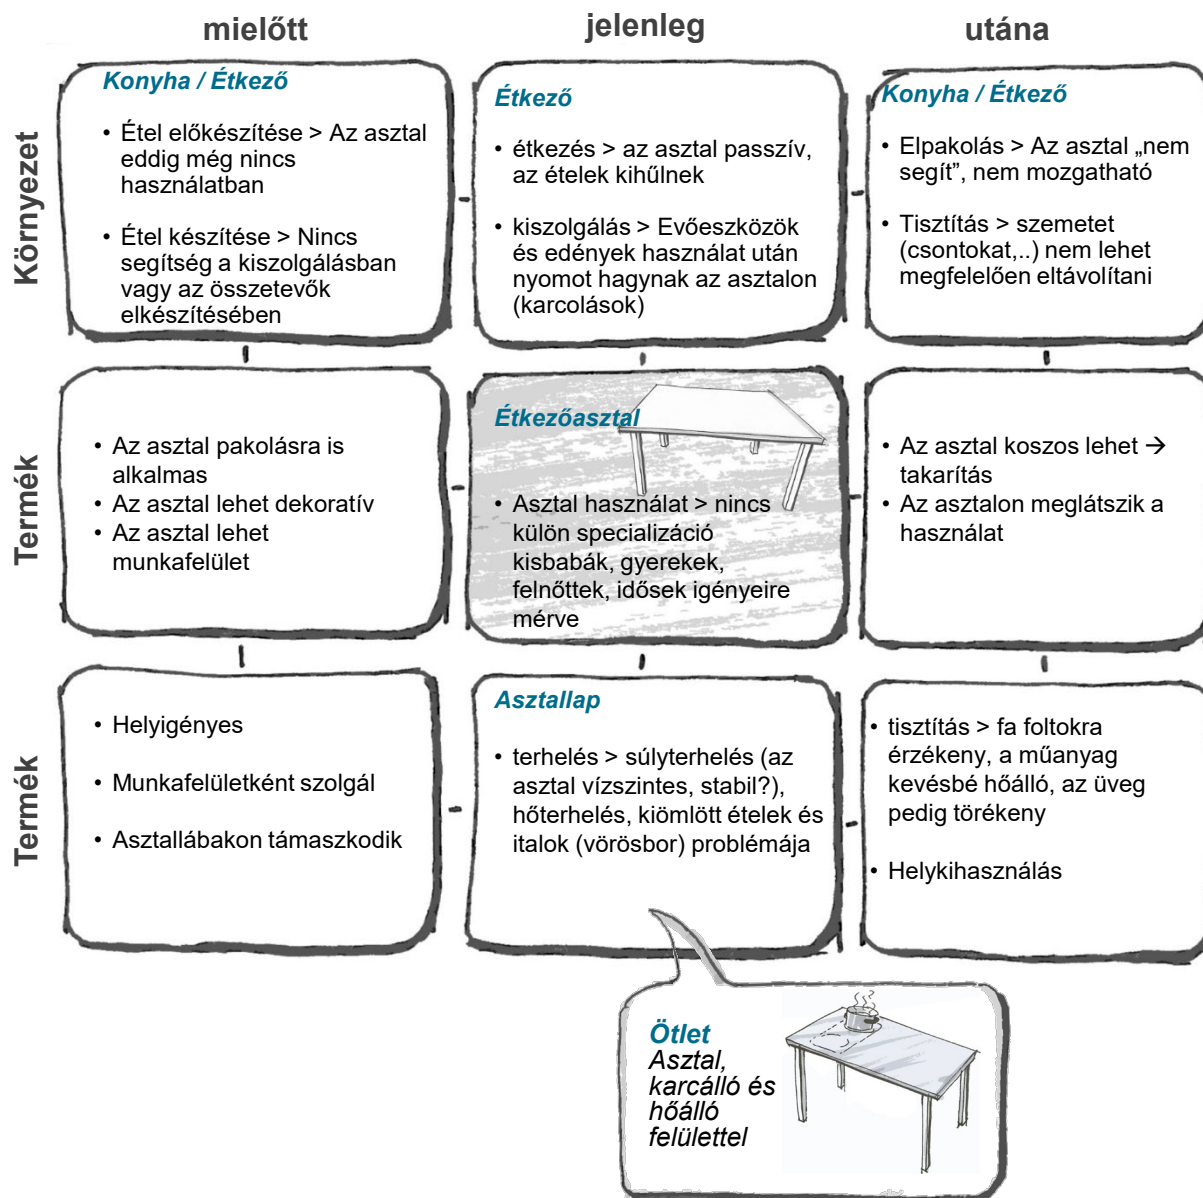 mielőtt
jelenleg
utána
Környezet
Konyha / Étkező
• Étel előkészítése > Az asztal
eddig még nincs
használatban
• Étel készítése > Nincs
segítség a kiszolgálásban
vagy az összetevők
elkészítésében
Étkező
• étkezés > az asztal passzív,
az ételek kihűlnek
• kiszolgálás > Evőeszközök
és edények használat után
nyomot hagynak az asztalon
(karcolások)
Konyha / Étkező
• Elpakolás > Az asztal „nem
segít”, nem mozgatható
• Tisztítás > szemetet
(csontokat,..) nem lehet
megfelelően eltávolítani
Termék
• Az asztal pakolásra is
alkalmas
• Az asztal lehet dekoratív
• Az asztal lehet
munkafelület
Étkezőasztal
• Asztal használat > nincs
külön specializáció
kisbabák, gyerekek,
felnőttek, idősek igényeire
mérve
• Az asztal koszos lehet →
takarítás
• Az asztalon meglátszik a
használat
Termék
• Helyigényes
• Munkafelületként szolgál
• Asztallábakon támaszkodik
Asztallap
• terhelés > súlyterhelés (az
asztal vízszintes, stabil?),
hőterhelés, kiömlött ételek és
italok (vörösbor) problémája
• tisztítás > fa foltokra
érzékeny, a műanyag
kevésbé hőálló, az üveg
pedig törékeny
• Helykihasználás
Ötlet
Asztal,
karcálló és
hőálló
felülettel